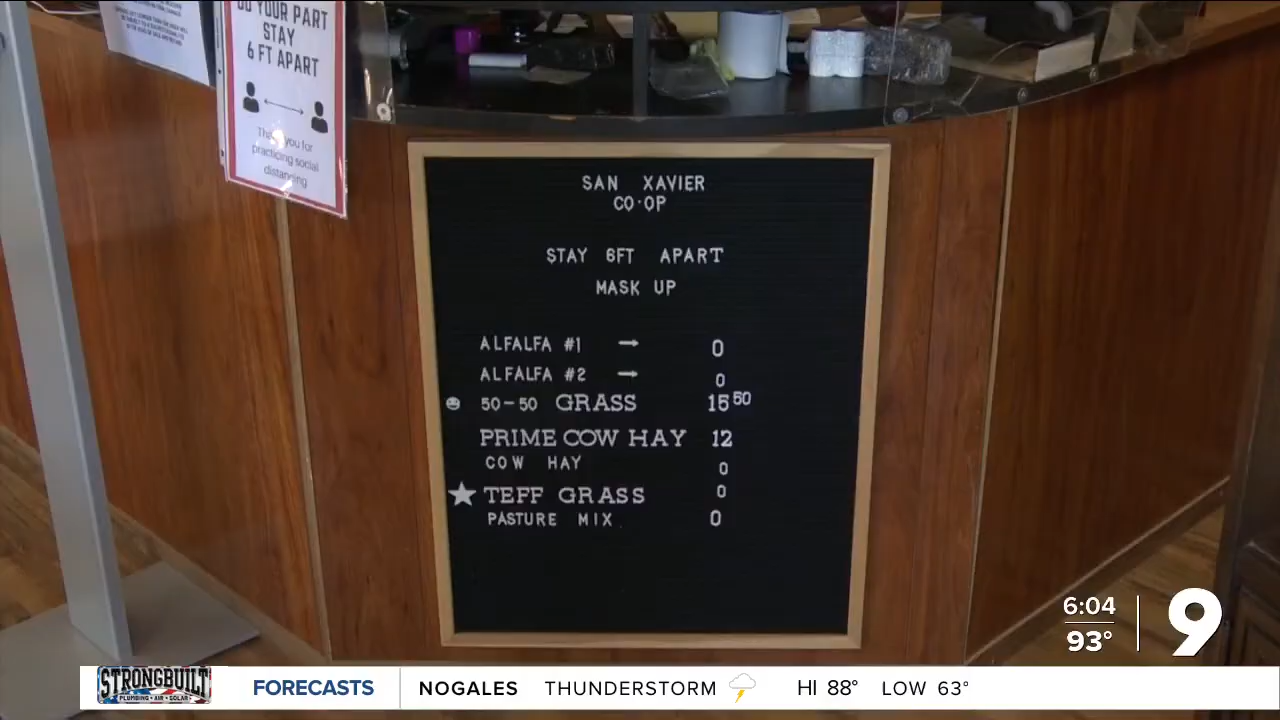 DO YOUR PART
STAY
6 FT APART
Thank you for
practicing social
distancing
SAN XAVIER
CO·OP
STAY 6FT APART
MASK UP
ALFALFA #1 → 0
ALFALFA #2 → 0
50-50 GRASS 15 50
PRIME COW HAY 12
COW HAY 0
TEFF GRASS 0
PASTURE MIX 0
6:04
93°
9
STRONGBUILT
PLUMBING • AIR • SOLAR
FORECASTS
NOGALES THUNDERSTORM HI 88° LOW 63°